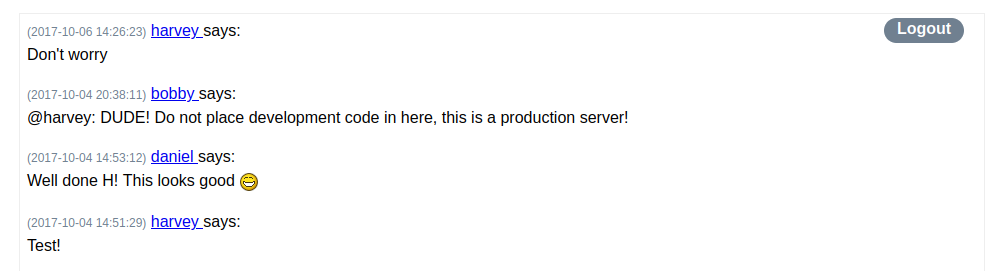 (2017-10-06 14:26:23) harvey says:
Logout
Don't worry
(2017-10-04 20:38:11) bobby says:
@harvey: DUDE! Do not place development code in here, this is a production server!
(2017-10-04 14:53:12) daniel says:
Well done H! This looks good
(2017-10-04 14:51:29) harvey says:
Test!